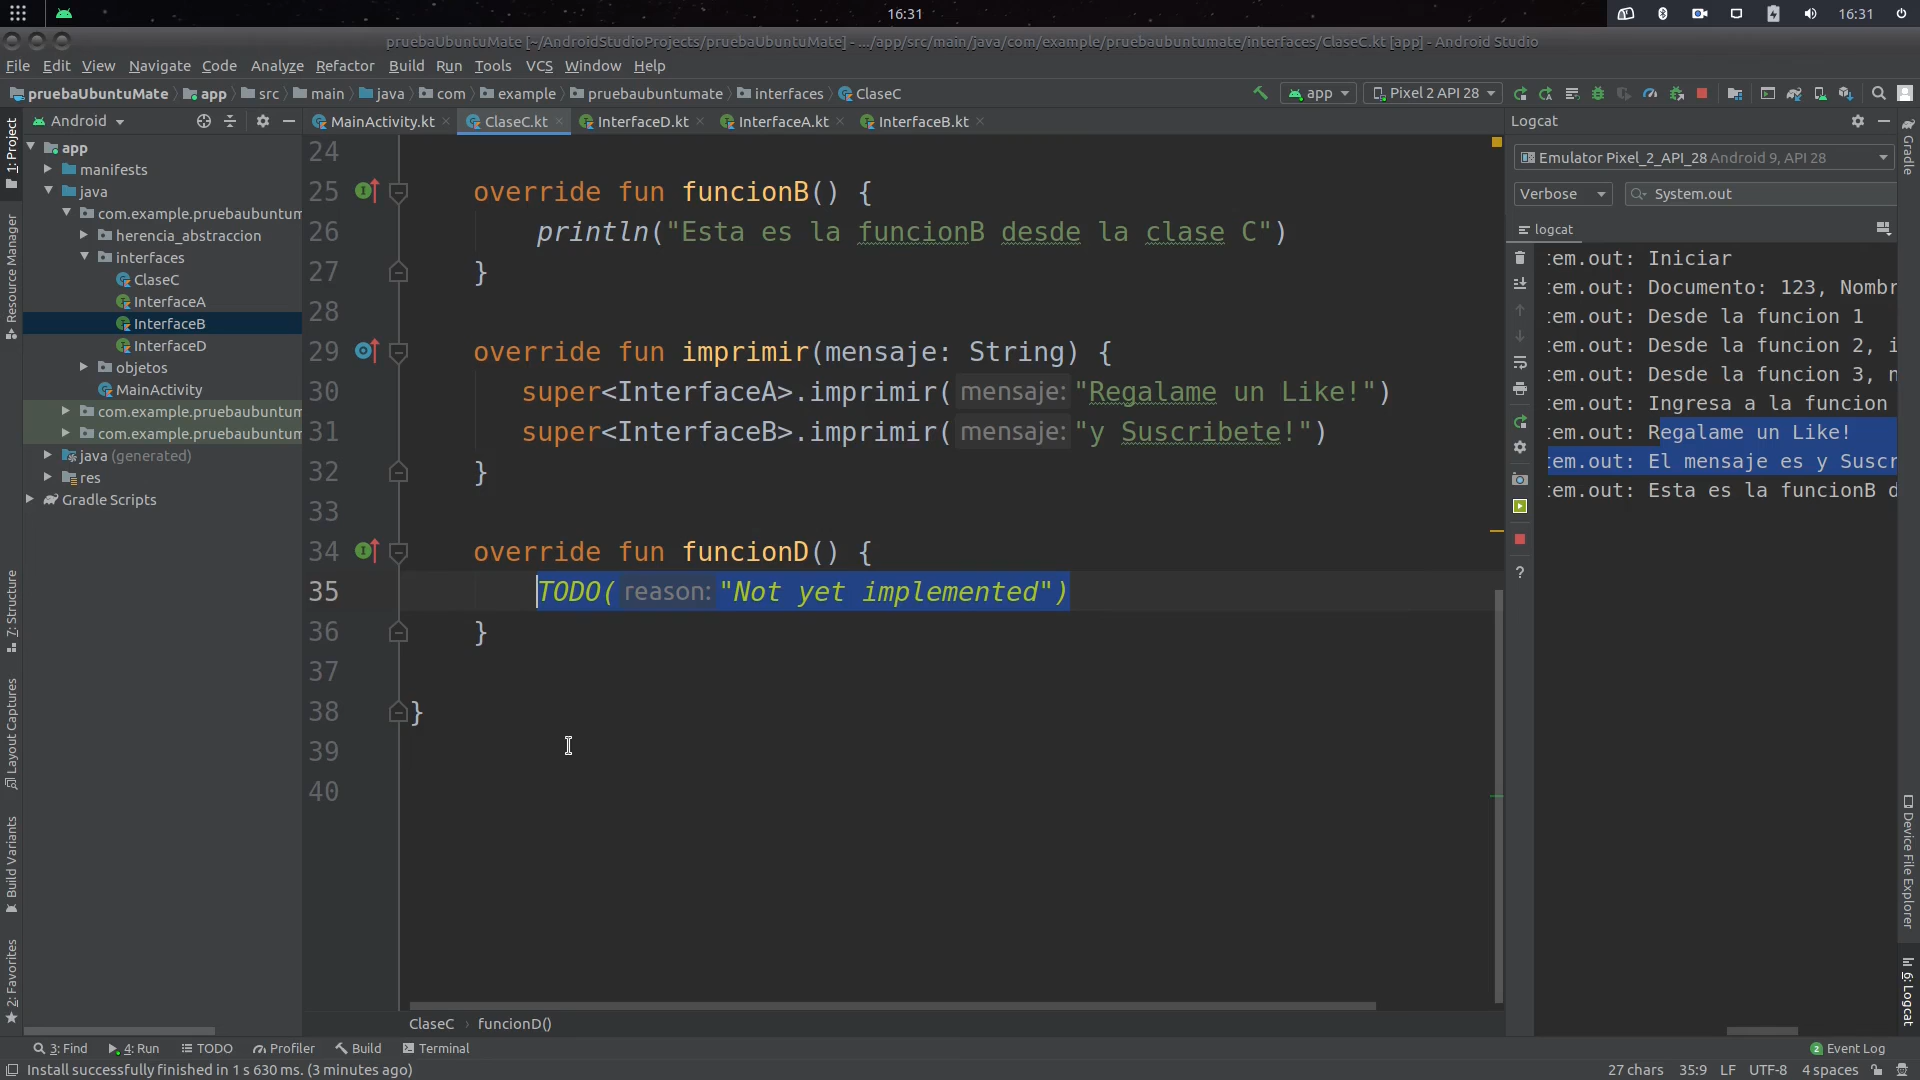 16:31
16:31
pruebaUbuntuMate [~/AndroidStudioProjects/pruebaUbuntuMate] - .../app/src/main/java/com/example/pruebaubuntumate/interfaces/ClaseC.kt [app] - Android Studio
File Edit View Navigate Code Analyze Refactor Build Run Tools VCS Window Help
pruebaUbuntuMate app src main java com example pruebaubuntumate interfaces ClaseC
app Pixel 2 API 28
Android
MainActivity.kt ClaseC.kt InterfaceD.kt InterfaceA.kt InterfaceB.kt
Logcat
1: Project
Resource Manager
7: Structure
Layout Captures
Build Variants
2: Favorites
app
manifests
java
com.example.pruebaubuntum
herencia_abstraccion
interfaces
ClaseC
InterfaceA
InterfaceB
InterfaceD
objetos
MainActivity
com.example.pruebaubuntum
com.example.pruebaubuntum
java (generated)
res
Gradle Scripts
24
25 override fun funcionB() {
26 println("Esta es la funcionB desde la clase C")
27 }
28
29 override fun imprimir(mensaje: String) {
30 super<InterfaceA>.imprimir( mensaje: "Regalame un Like!")
31 super<InterfaceB>.imprimir( mensaje: "y Suscribete!")
32 }
33
34 override fun funcionD() {
35 TODO( reason: "Not yet implemented")
36 }
37
38 }
39
40
ClaseC › funcionD()
Emulator Pixel_2_API_28 Android 9, API 28
Verbose System.out
logcat
:em.out: Iniciar
:em.out: Documento: 123, Nombr
:em.out: Desde la funcion 1
:em.out: Desde la funcion 2, i
:em.out: Desde la funcion 3, n
:em.out: Ingresa a la funcion
:em.out: Regalame un Like!
:em.out: El mensaje es y Suscr
:em.out: Esta es la funcionB d
Gradle
Device File Explorer
6: Logcat
3: Find 4: Run TODO Profiler Build Terminal 2 Event Log
Install successfully finished in 1 s 630 ms. (3 minutes ago) 27 chars 35:9 LF UTF-8 4 spaces